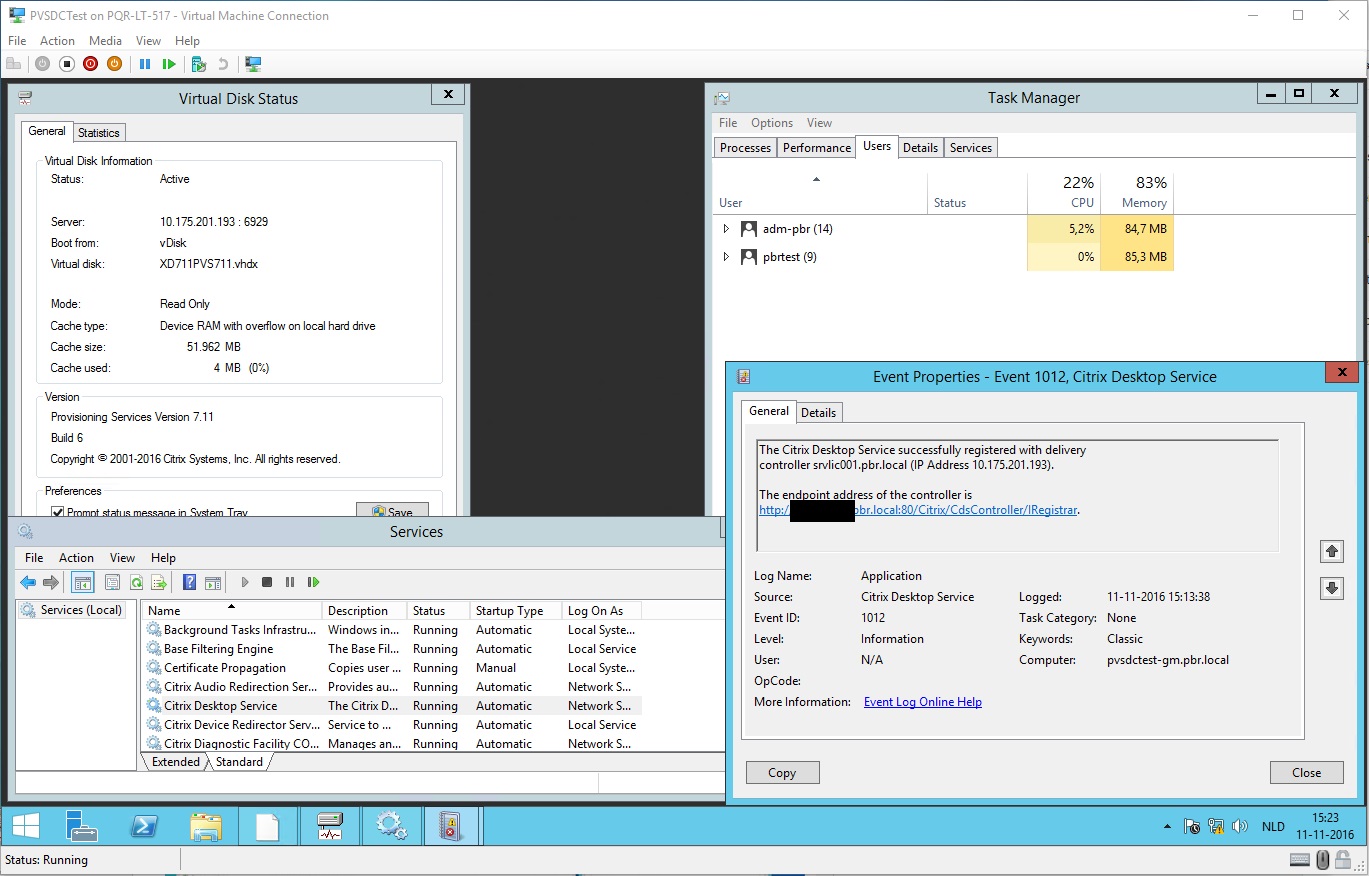 PVSDCTest on PQR-LT-517 - Virtual Machine Connection
File Action Media View Help
Virtual Disk Status
General Statistics
Virtual Disk Information
Status: Active
Server: 10.175.201.193 : 6929
Boot from: vDisk
Virtual disk: XD711PVS711.vhdx
Mode: Read Only
Cache type: Device RAM with overflow on local hard drive
Cache size: 51.962 MB
Cache used: 4 MB (0%)
Version
Provisioning Services Version 7.11
Build 6
Copyright © 2001-2016 Citrix Systems, Inc. All rights reserved.
Preferences
Prompt status message in System Tray
Save
Task Manager
File Options View
Processes Performance Users Details Services
22% 83%
User Status CPU Memory
adm-pbr (14) 5,2% 84,7 MB
pbrtest (9) 0% 85,3 MB
Services
File Action View Help
Services (Local)
Name Description Status Startup Type Log On As
Background Tasks Infrastru... Windows in... Running Automatic Local Syste...
Base Filtering Engine The Base Fil... Running Automatic Local Service
Certificate Propagation Copies user ... Running Manual Local Syste...
Citrix Audio Redirection Ser... Provides au... Running Automatic Network S...
Citrix Desktop Service The Citrix D... Running Automatic Network S...
Citrix Device Redirector Serv... Service to ... Running Automatic Local Service
Citrix Diagnostic Facility CO... Manages an... Running Automatic Network S...
Extended Standard
Event Properties - Event 1012, Citrix Desktop Service
General Details
The Citrix Desktop Service successfully registered with delivery
controller srvlic001.pbr.local (IP Address 10.175.201.193).
The endpoint address of the controller is
http:/ pbr.local:80/Citrix/CdsController/IRegistrar.
Log Name: Application
Source: Citrix Desktop Service Logged: 11-11-2016 15:13:38
Event ID: 1012 Task Category: None
Level: Information Keywords: Classic
User: N/A Computer: pvsdctest-gm.pbr.local
OpCode:
More Information: Event Log Online Help
Copy Close
NLD
15:23
11-11-2016
Status: Running